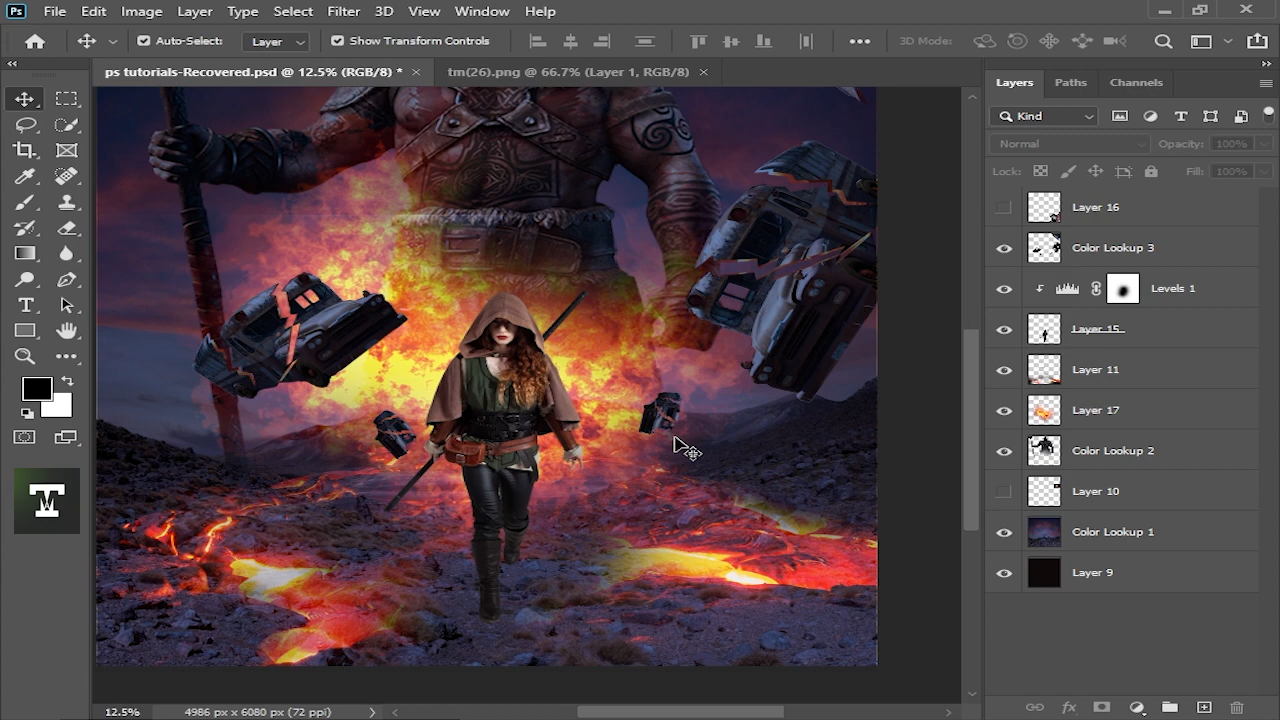 Ps File Edit Image Layer Type Select Filter 3D View Window Help
Auto-Select: Layer Show Transform Controls 3D Mode:
ps tutorials-Recovered.psd @ 12.5% (RGB/8) * × tm(26).png @ 66.7% (Layer 1, RGB/8) ×
Layers Paths Channels
Kind
Normal Opacity: 100%
Lock: Fill: 100%
Layer 16
Color Lookup 3
Levels 1
Layer 15
Layer 11
Layer 17
Color Lookup 2
Layer 10
Color Lookup 1
Layer 9
12.5% 4986 px x 6080 px (72 ppi)